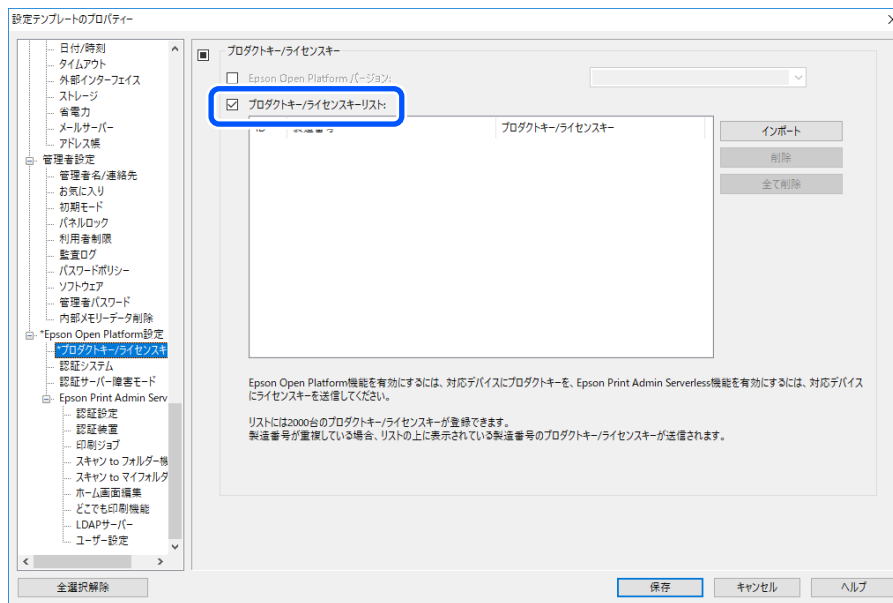 設定テンプレートのプロパティー
日付/時刻
タイムアウト
外部インターフェイス
ストレージ
省電力
メールサーバー
アドレス帳
管理者設定
管理者名/連絡先
お気に入り
初期モード
パネルロック
利用者制限
監査ログ
パスワードポリシー
ソフトウェア
管理者パスワード
内部メモリーデータ削除
*Epson Open Platform設定
*プロダクトキー/ライセンスキ
認証システム
認証サーバー障害モード
Epson Print Admin Serv
認証設定
認証装置
印刷ジョブ
スキャン to フォルダー機
スキャン to マイフォルダ
ホーム画面編集
どこでも印刷機能
LDAPサーバー
ユーザー設定
全選択解除
プロダクトキー/ライセンスキー
Epson Open Platform バージョン:
プロダクトキー/ライセンスキーリスト:
ID 製造番号 プロダクトキー/ライセンスキー
インポート
削除
全て削除
Epson Open Platform機能を有効にするには、対応デバイスにプロダクトキーを、Epson Print Admin Serverless機能を有効にするには、対応デバイス
にライセンスキーを送信してください。
リストには2000台のプロダクトキー/ライセンスキーが登録できます。
製造番号が重複している場合、リストの上に表示されている製造番号のプロダクトキー/ライセンスキーが送信されます。
保存
キャンセル
ヘルプ